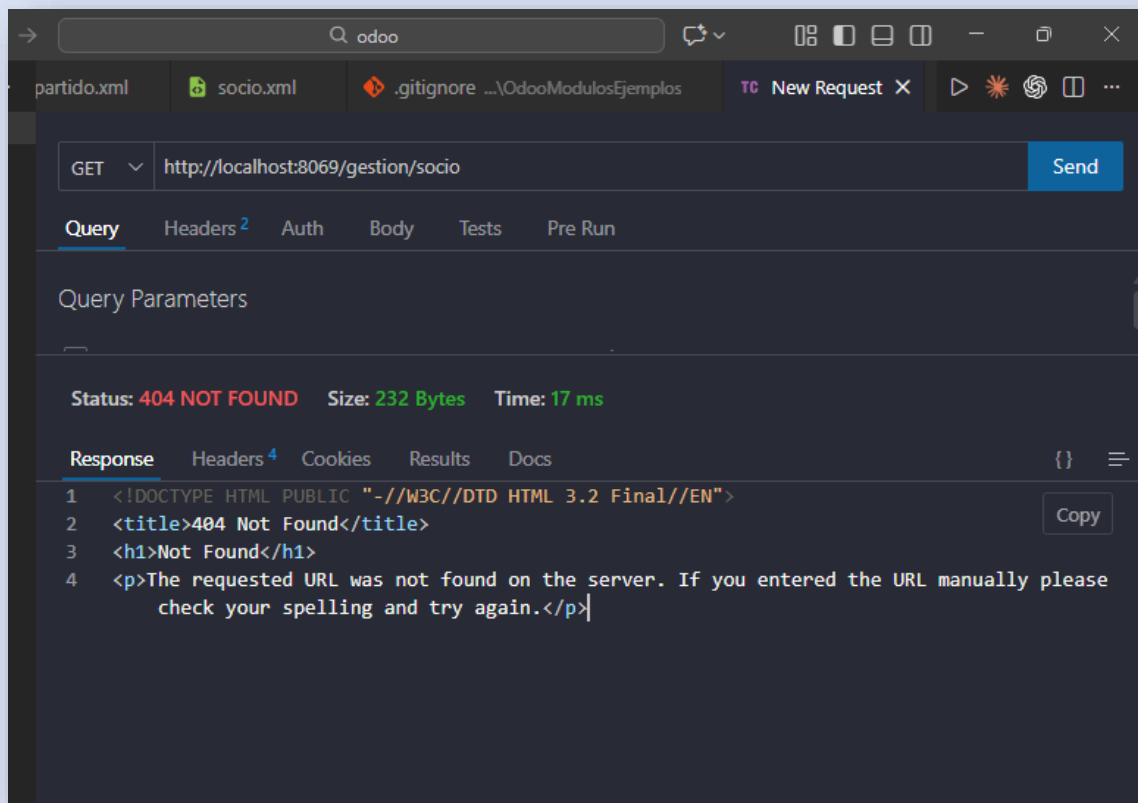 odoo
partido.xml
socio.xml
.gitignore ...\OdooModulosEjemplos
TC New Request
GET http://localhost:8069/gestion/socio Send
Query Headers 2 Auth Body Tests Pre Run
Query Parameters
Status: 404 NOT FOUND Size: 232 Bytes Time: 17 ms
Response Headers 4 Cookies Results Docs {}
1 <!DOCTYPE HTML PUBLIC "-//W3C//DTD HTML 3.2 Final//EN">
Copy
2 <title>404 Not Found</title>
3 <h1>Not Found</h1>
4 <p>The requested URL was not found on the server. If you entered the URL manually please
check your spelling and try again.</p>